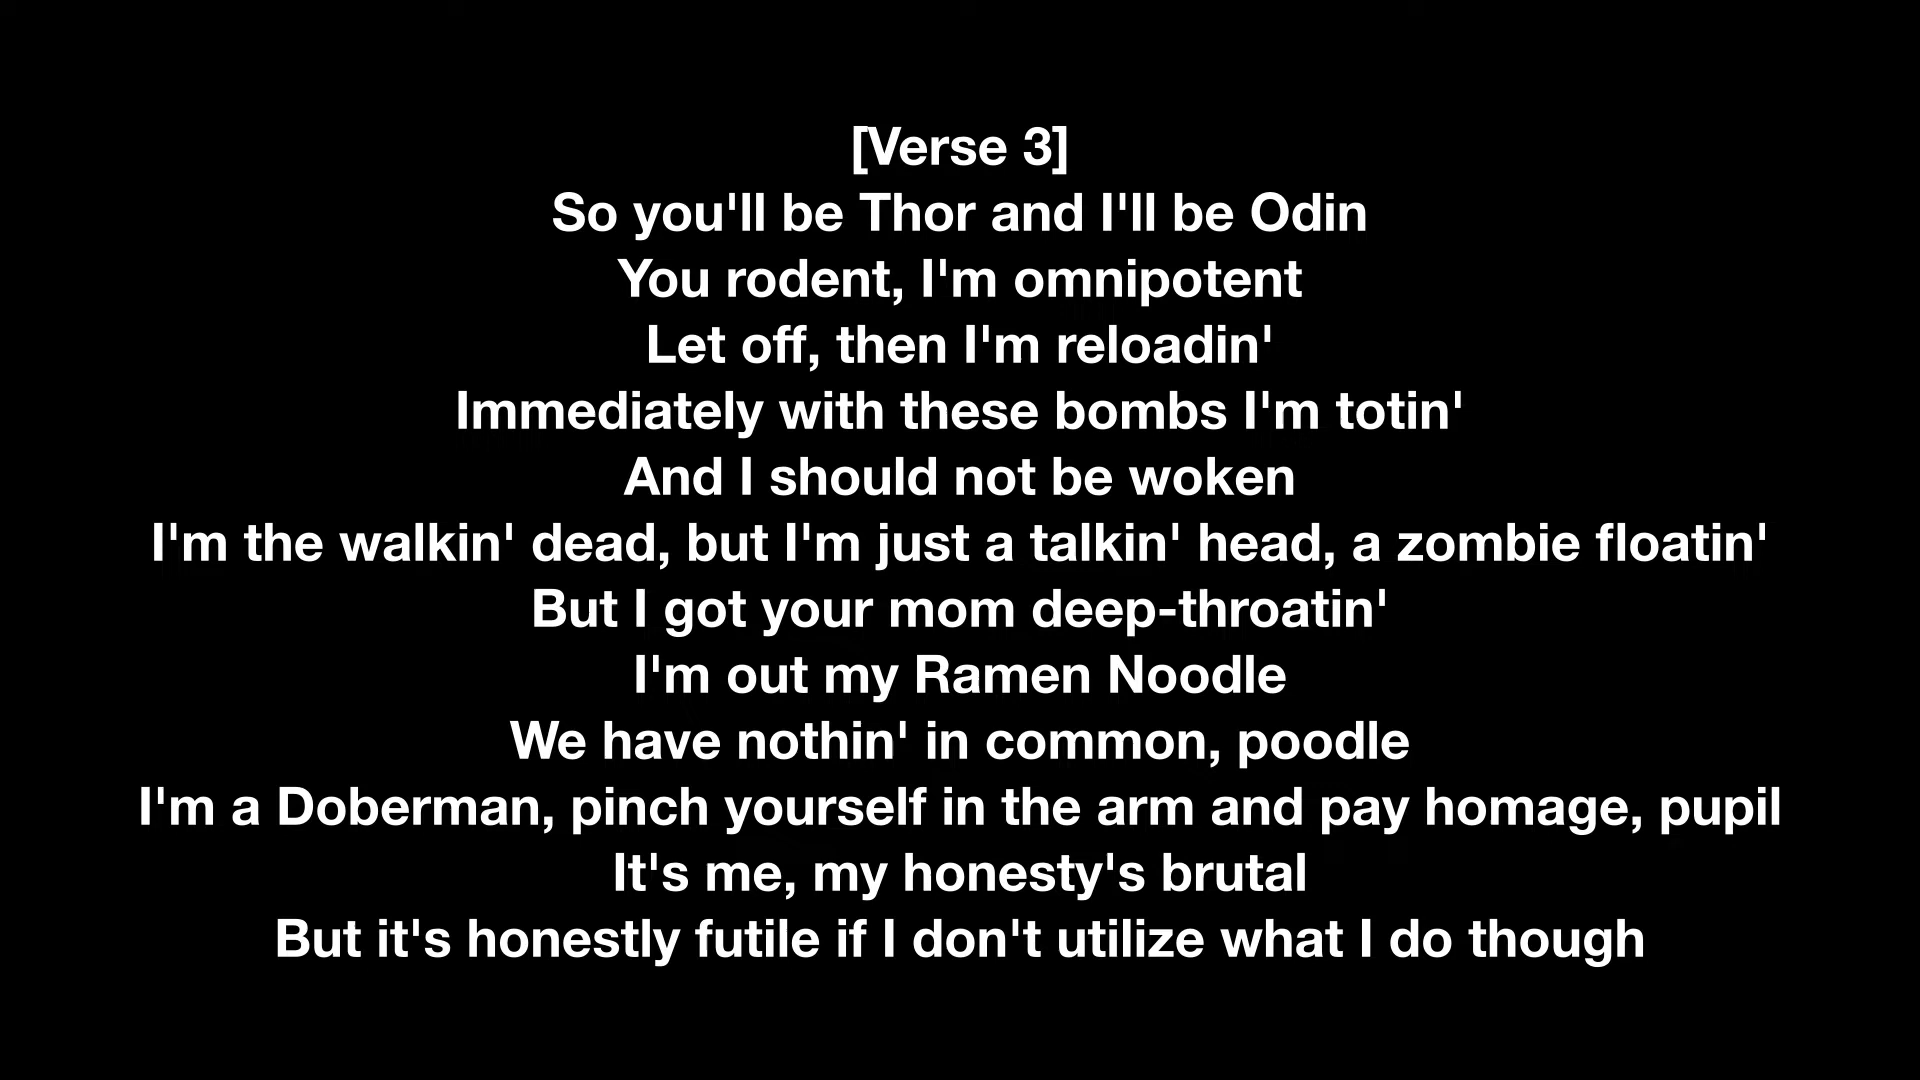 [Verse 3]
So you'll be Thor and I'll be Odin
You rodent, I'm omnipotent
Let off, then I'm reloadin'
Immediately with these bombs I'm totin'
And I should not be woken
I'm the walkin' dead, but I'm just a talkin' head, a zombie floatin'
But I got your mom deep-throatin'
I'm out my Ramen Noodle
We have nothin' in common, poodle
I'm a Doberman, pinch yourself in the arm and pay homage, pupil
It's me, my honesty's brutal
But it's honestly futile if I don't utilize what I do though